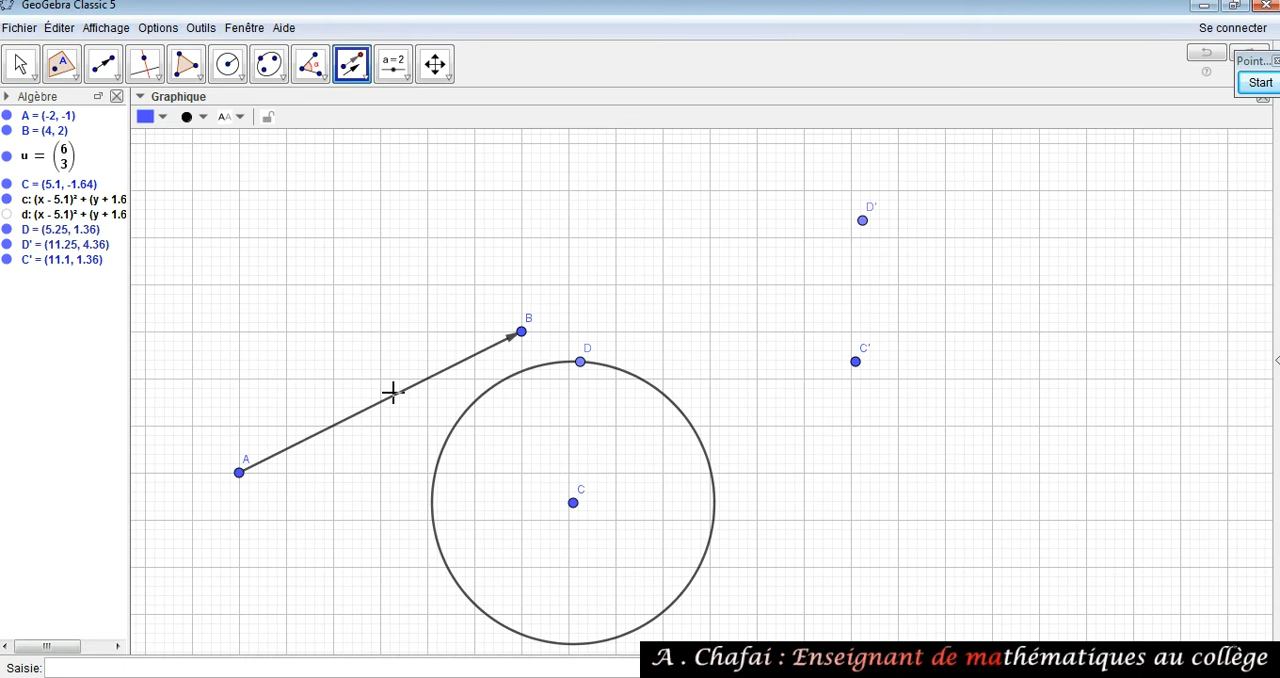 GeoGebra Classic 5
Fichier Éditer Affichage Options Outils Fenêtre Aide Se connecter
A α a=2 Point...
Start
Algèbre Graphique
AA
A = (-2, -1)
B = (4, 2)
u = (6 3)
C = (5.1, -1.64)
c: (x - 5.1)² + (y + 1.6
d: (x - 5.1)² + (y + 1.6
D = (5.25, 1.36)
D' = (11.25, 4.36)
C' = (11.1, 1.36)
D'
B
D
C'
A
C
Saisie:
A . Chafai : Enseignant de mathématiques au collège